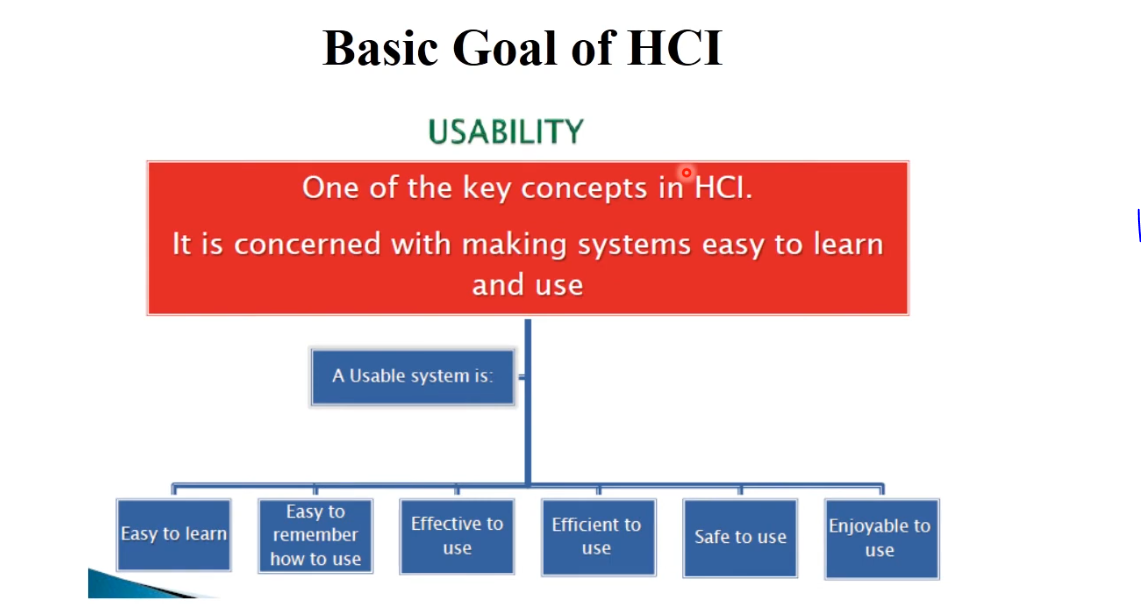 Basic Goal of HCI
USABILITY
One of the key concepts in HCI.
It is concerned with making systems easy to learn
and use
A Usable system is:
Easy to learn
Easy to
remember
how to use
Effective to
use
Efficient to
use
Safe to use
Enjoyable to
use